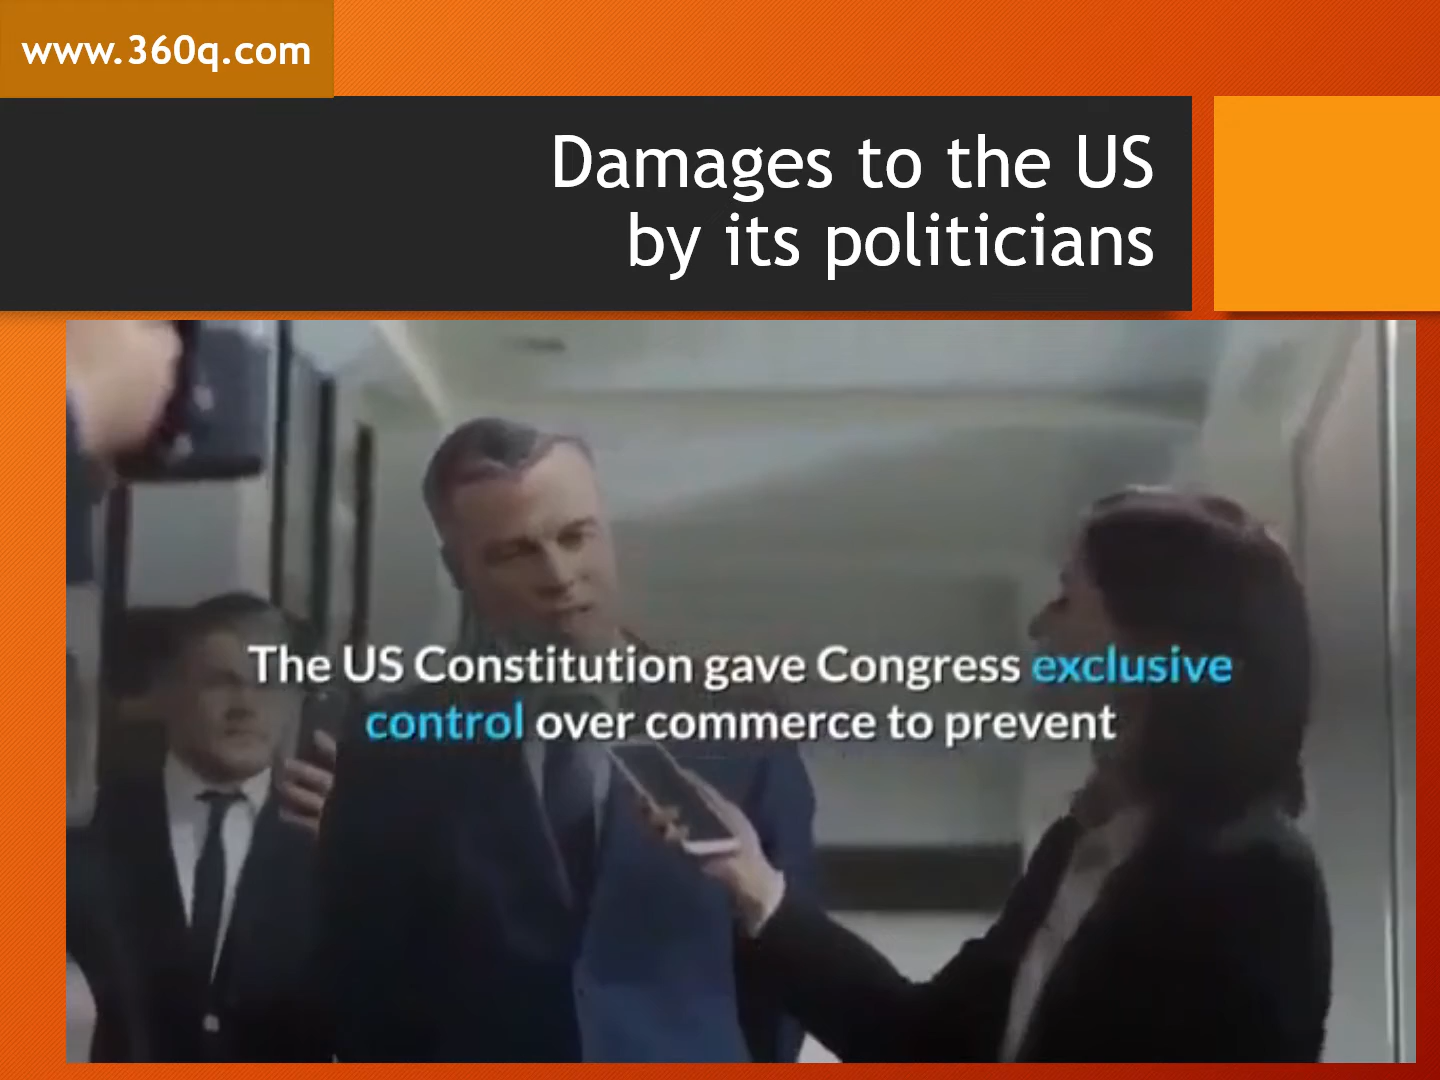 www.360q.com
Damages to the US
by its politicians
The US Constitution gave Congress exclusive
control over commerce to prevent